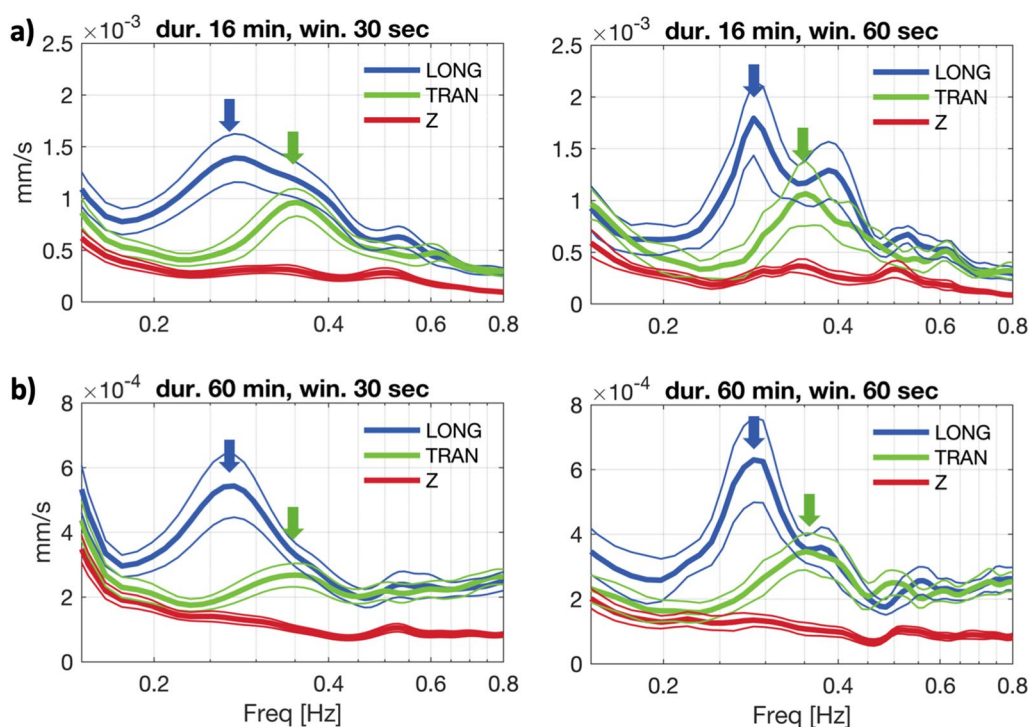 a)
×10⁻³ dur. 16 min, win. 30 sec
2.5
2
1.5
1
0.5
0
mm/s
LONG
TRAN
Z
0.2 0.4 0.6 0.8
×10⁻³ dur. 16 min, win. 60 sec
2.5
2
1.5
1
0.5
0
LONG
TRAN
Z
0.2 0.4 0.6 0.8
b)
×10⁻⁴ dur. 60 min, win. 30 sec
8
6
4
2
0
mm/s
LONG
TRAN
Z
0.2 0.4 0.6 0.8
Freq [Hz]
×10⁻⁴ dur. 60 min, win. 60 sec
8
6
4
2
0
LONG
TRAN
Z
0.2 0.4 0.6 0.8
Freq [Hz]